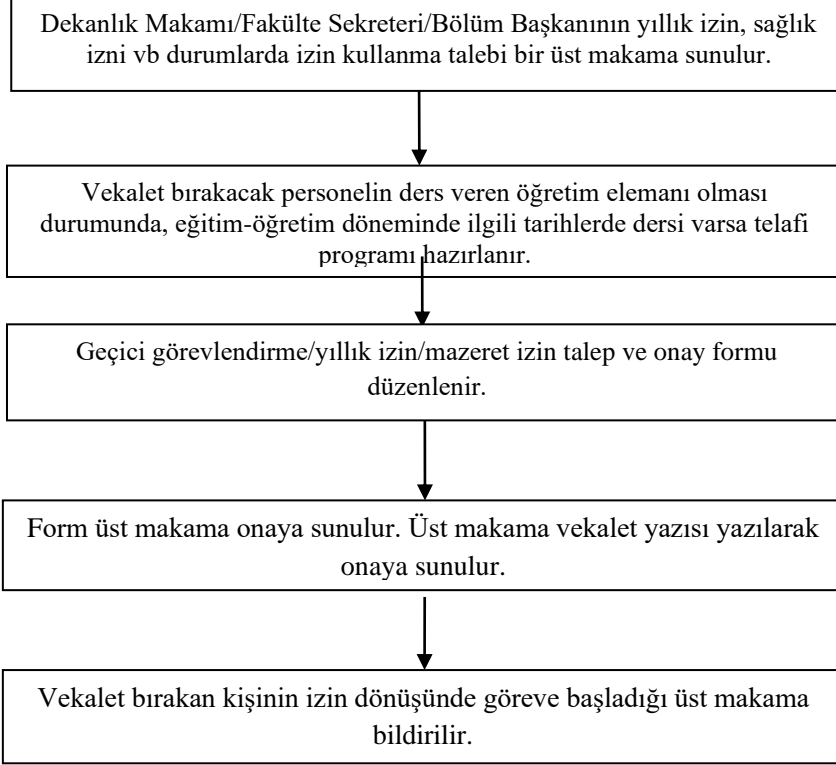 Dekanlık Makamı/Fakülte Sekreteri/Bölüm Başkanının yıllık izin, sağlık
izni vb durumlarda izin kullanma talebi bir üst makama sunulur.
Vekalet bırakacak personelin ders veren öğretim elemanı olması
durumunda, eğitim-öğretim döneminde ilgili tarihlerde dersi varsa telafi
programı hazırlanır.
Geçici görevlendirme/yıllık izin/mazeret izin talep ve onay formu
düzenlenir.
Form üst makama onaya sunulur. Üst makama vekalet yazısı yazılarak
onaya sunulur.
Vekalet bırakan kişinin izin dönüşünde göreve başladığı üst makama
bildirilir.